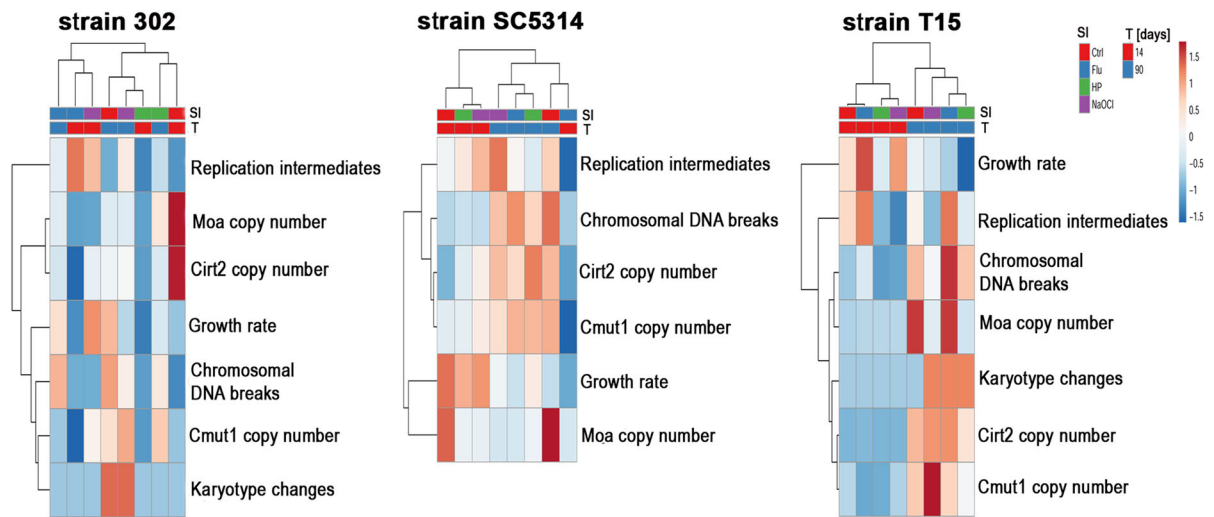 strain 302
SI
T
Replication intermediates
Moa copy number
Cirt2 copy number
Growth rate
Chromosomal
DNA breaks
Cmut1 copy number
Karyotype changes
strain SC5314
SI
T
Replication intermediates
Chromosomal DNA breaks
Cirt2 copy number
Cmut1 copy number
Growth rate
Moa copy number
strain T15
SI
T
Growth rate
Replication intermediates
Chromosomal
DNA breaks
Moa copy number
Karyotype changes
Cirt2 copy number
Cmut1 copy number
SI
Ctrl
Flu
HP
NaOCl
T [days]
14
90
1.5
1
0.5
0
-0.5
-1
-1.5